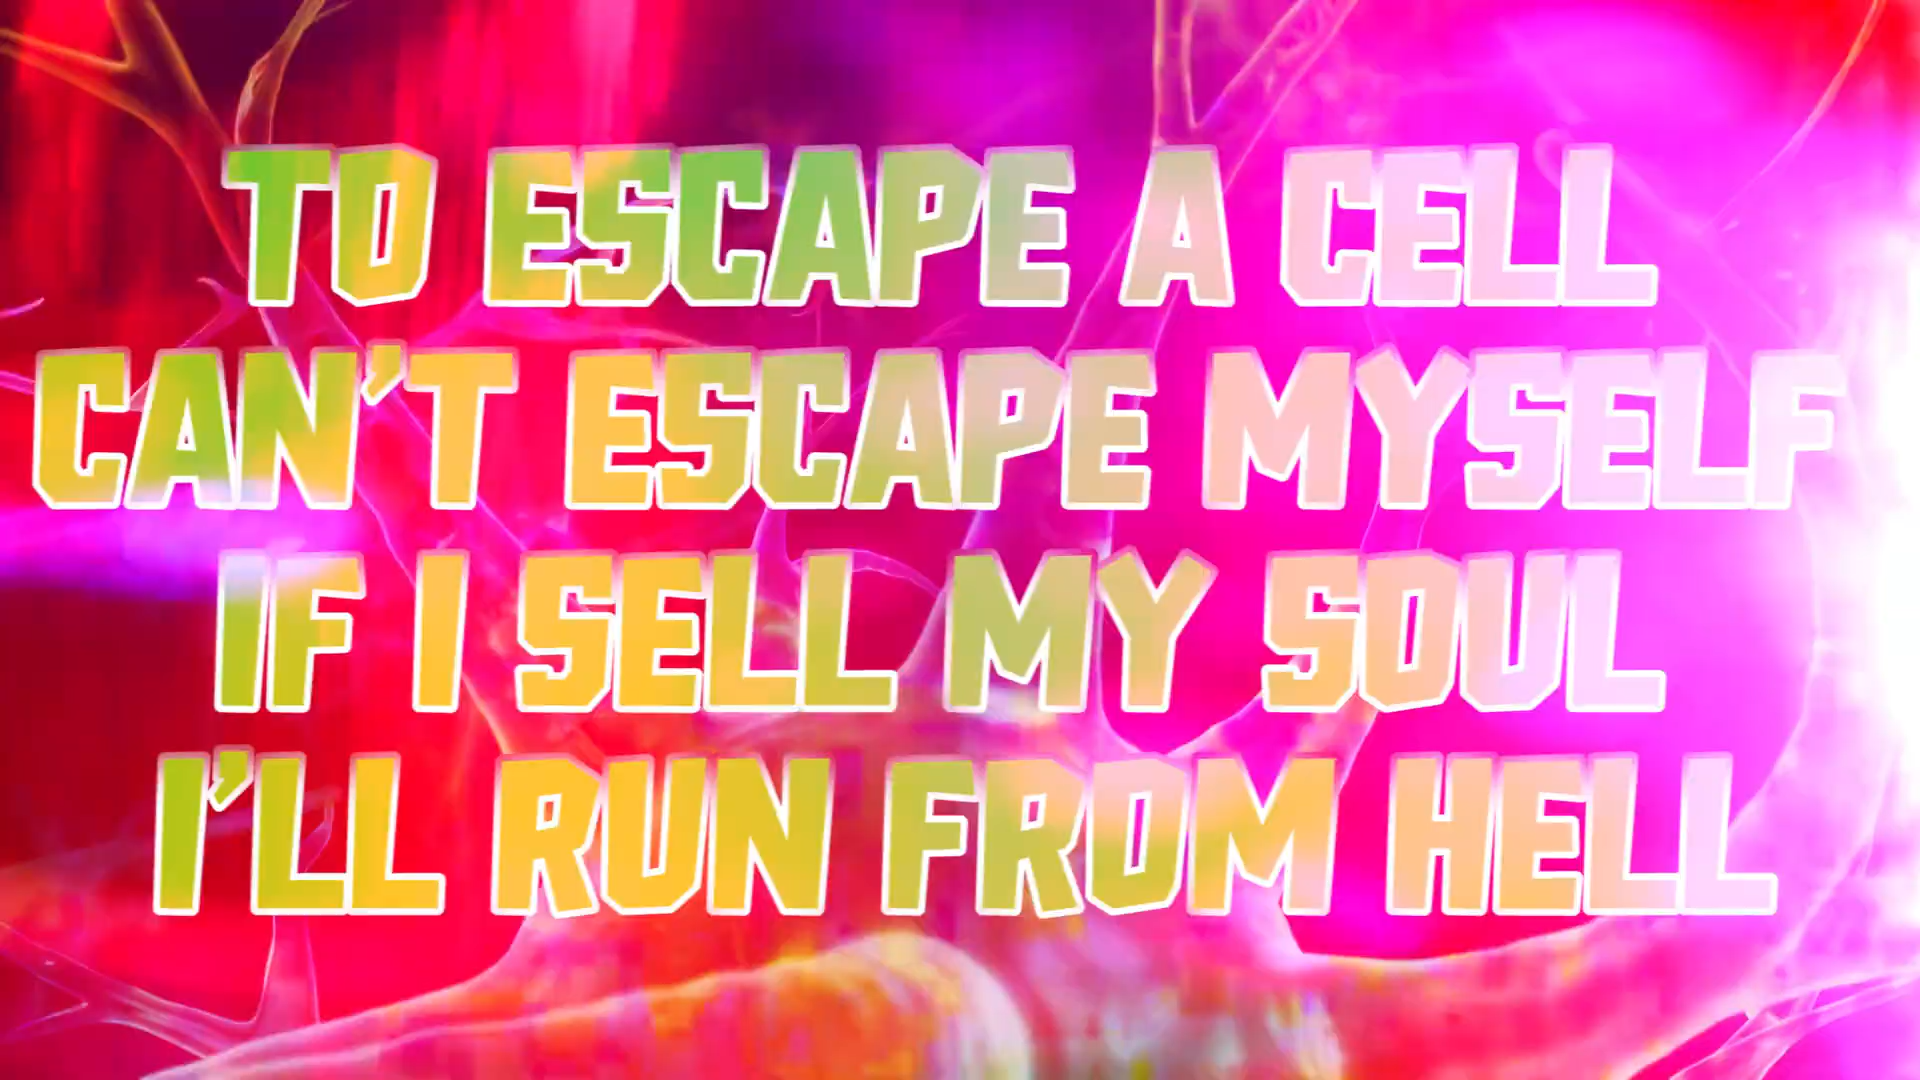 TO ESCAPE A CELL
CAN'T ESCAPE MYSELF
IF I SELL MY SOUL
I'LL RUN FROM HELL